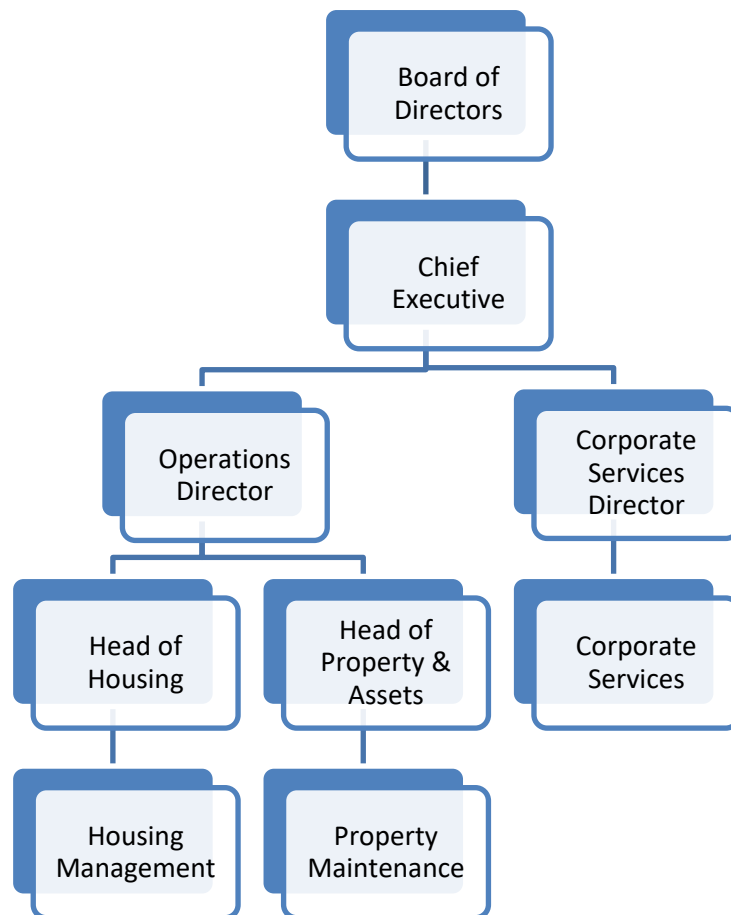 Board of
Directors
Chief
Executive
Operations
Director
Corporate
Services
Director
Head of
Housing
Head of
Property &
Assets
Corporate
Services
Housing
Management
Property
Maintenance